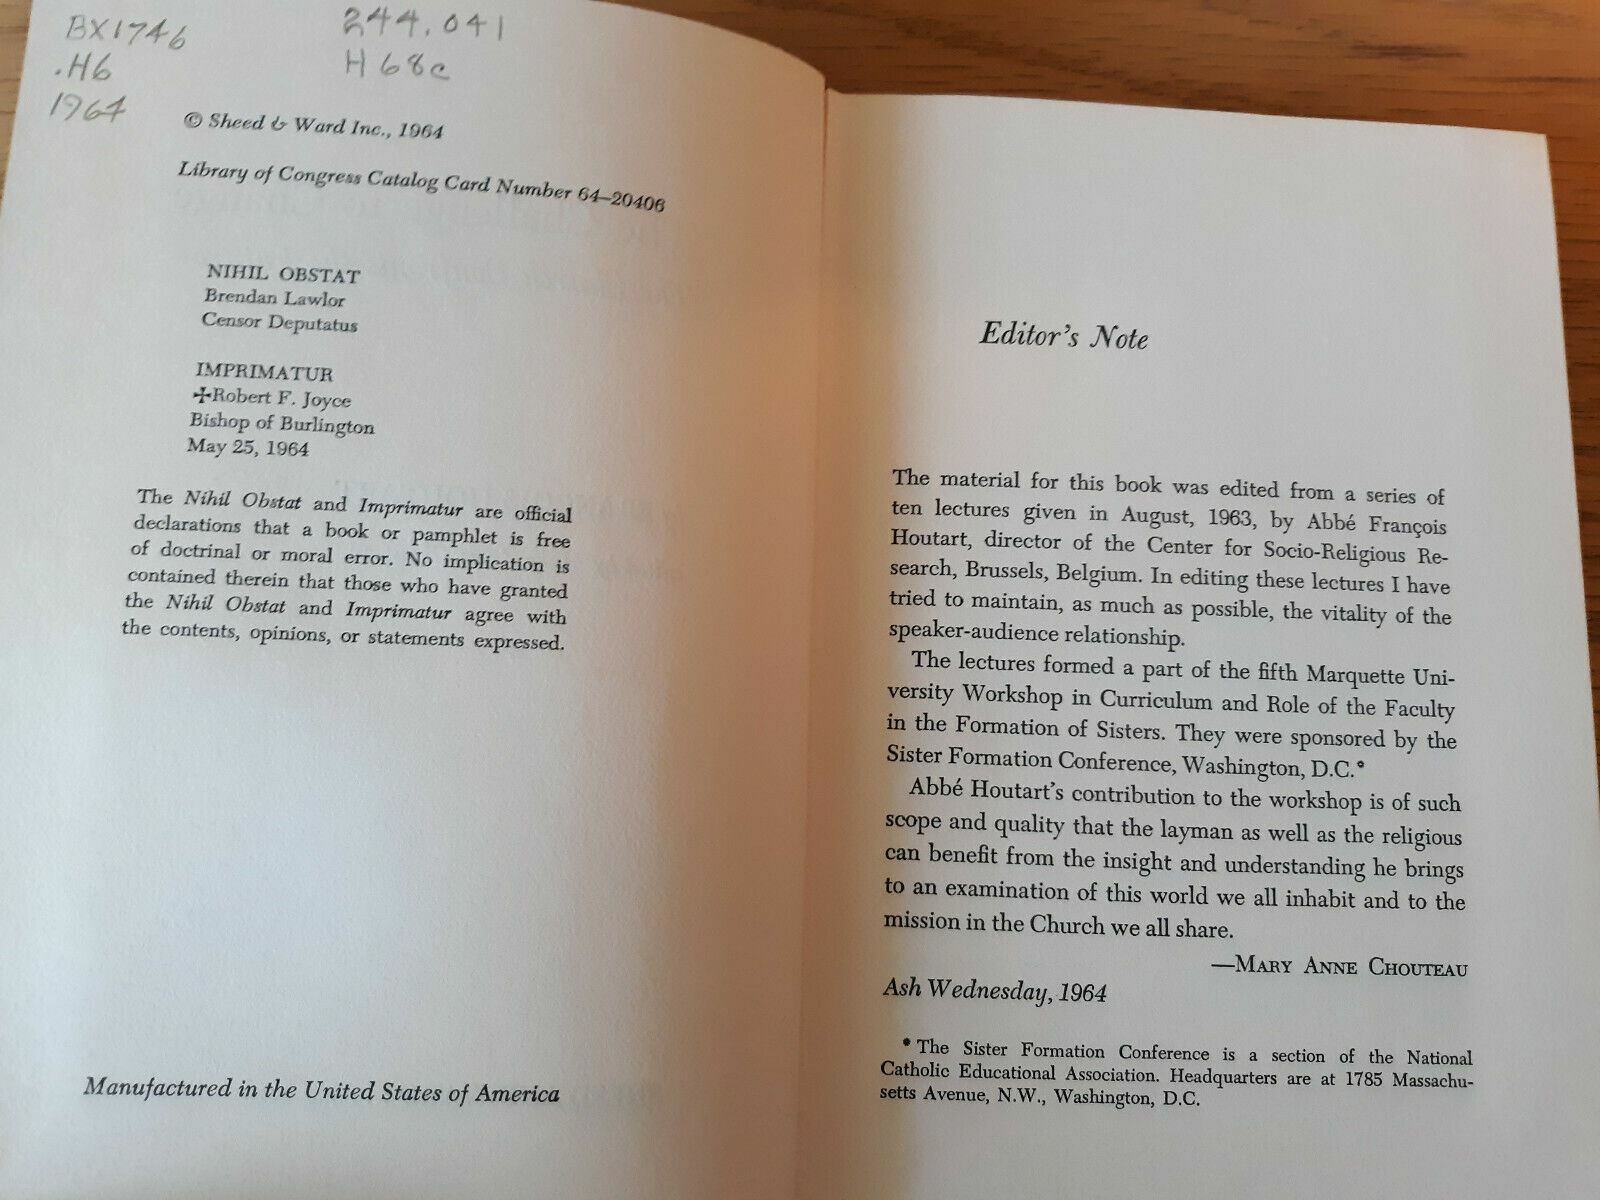 BX1746
.H6
1964
244.041
H68c
© Sheed & Ward Inc., 1964
Library of Congress Catalog Card Number 64–20406
NIHIL OBSTAT
Brendan Lawlor
Censor Deputatus
IMPRIMATUR
✢Robert F. Joyce
Bishop of Burlington
May 25, 1964
The Nihil Obstat and Imprimatur are official
declarations that a book or pamphlet is free
of doctrinal or moral error. No implication is
contained therein that those who have granted
the Nihil Obstat and Imprimatur agree with
the contents, opinions, or statements expressed.
Manufactured in the United States of America
Editor's Note
The material for this book was edited from a series of
ten lectures given in August, 1963, by Abbé François
Houtart, director of the Center for Socio-Religious Re-
search, Brussels, Belgium. In editing these lectures I have
tried to maintain, as much as possible, the vitality of the
speaker-audience relationship.
The lectures formed a part of the fifth Marquette Uni-
versity Workshop in Curriculum and Role of the Faculty
in the Formation of Sisters. They were sponsored by the
Sister Formation Conference, Washington, D.C.*
Abbé Houtart's contribution to the workshop is of such
scope and quality that the layman as well as the religious
can benefit from the insight and understanding he brings
to an examination of this world we all inhabit and to the
mission in the Church we all share.
—MARY ANNE CHOUTEAU
Ash Wednesday, 1964
* The Sister Formation Conference is a section of the National
Catholic Educational Association. Headquarters are at 1785 Massachu-
setts Avenue, N.W., Washington, D.C.